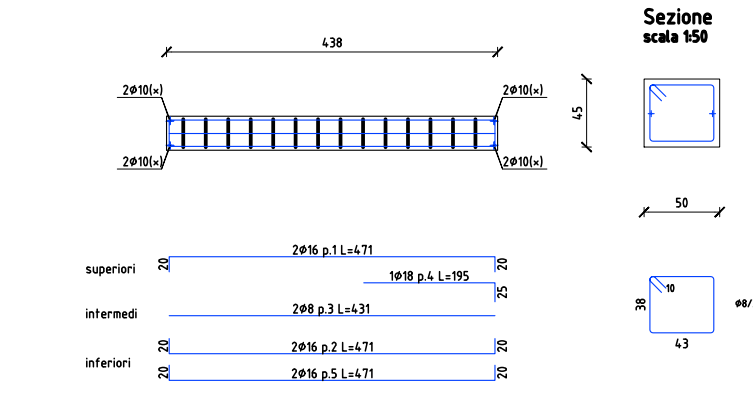 Sezione
scala 1:50
438
2Ø10(×)
2Ø10(×)
45
2Ø10(×)
2Ø10(×)
50
2Ø16 p.1 L=471
superiori
20
20
1Ø18 p.4 L=195
25
intermedi
2Ø8 p.3 L=431
10
38
Ø8/
43
inferiori
20
2Ø16 p.2 L=471
20
20
2Ø16 p.5 L=471
20